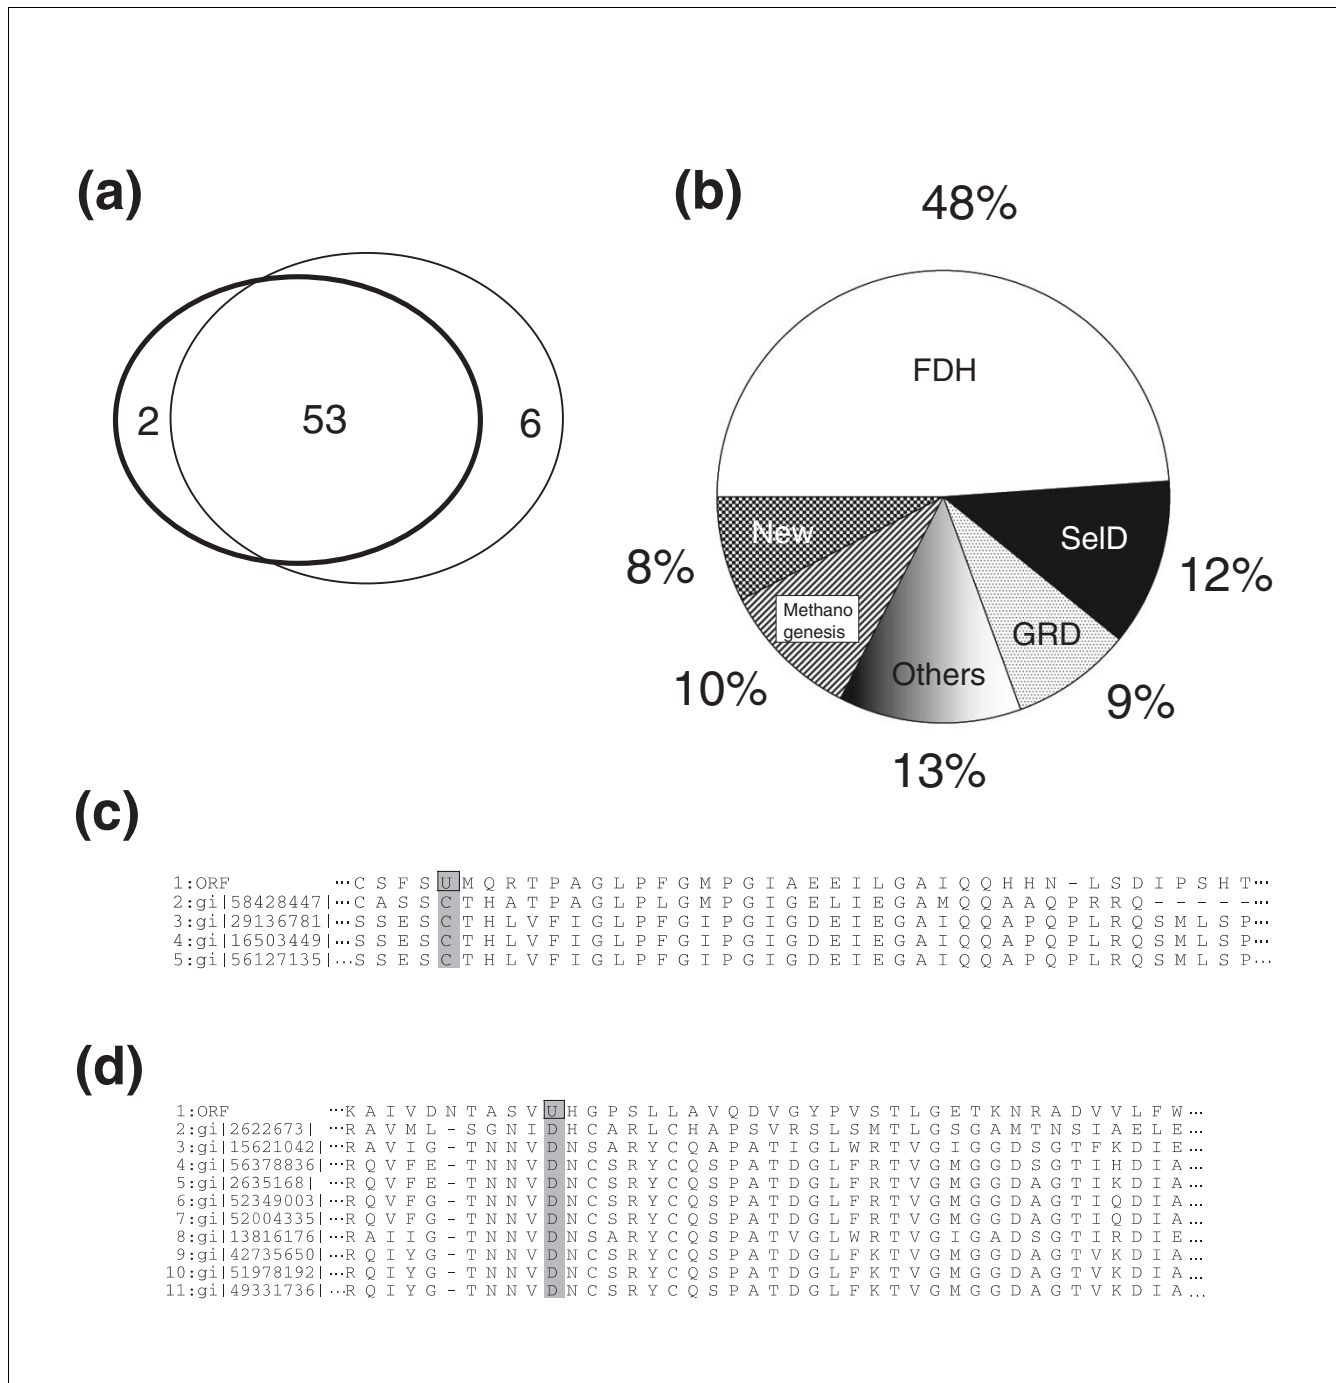 (a)
2
53
6
(b)
48%
FDH
SelD
12%
GRD
9%
Others
13%
Methano
genesis
10%
New
8%
(c)
1:ORF ···C S F S U M Q R T P A G L P F G M P G I A E E I L G A I Q Q H H N - L S D I P S H T···
2:gi|58428447|···C A S S C T H A T P A G L P L G M P G I G E L I E G A M Q Q A A Q P R R Q - - - - -···
3:gi|29136781|···S S E S C T H L V F I G L P F G I P G I G D E I E G A I Q Q A P Q P L R Q S M L S P···
4:gi|16503449|···S S E S C T H L V F I G L P F G I P G I G D E I E G A I Q Q A P Q P L R Q S M L S P···
5:gi|56127135|...S S E S C T H L V F I G L P F G I P G I G D E I E G A I Q Q A P Q P L R Q S M L S P...
(d)
1:ORF ···K A I V D N T A S V U H G P S L L A V Q D V G Y P V S T L G E T K N R A D V V L F W...
2:gi|2622673| ···R A V M L - S G N I D H C A R L C H A P S V R S L S M T L G S G A M T N S I A E L E...
3:gi|15621042|···R A V I G - T N N V D N S A R Y C Q A P A T I G L W R T V G I G G D S G T F K D I E...
4:gi|56378836|···R Q V F E - T N N V D N C S R Y C Q S P A T D G L F R T V G M G G D S G T I H D I A...
5:gi|2635168| ···R Q V F E - T N N V D N C S R Y C Q S P A T D G L F R T V G M G G D A G T I K D I A...
6:gi|52349003|···R Q V F G - T N N V D N C S R Y C Q S P A T D G L F R T V G M G G D A G T I Q D I A...
7:gi|52004335|···R Q V F G - T N N V D N C S R Y C Q S P A T D G L F R T V G M G G D A G T I Q D I A...
8:gi|13816176|···R A I I G - T N N V D N S A R Y C Q S P A T V G L W R T V G I G A D S G T I R D I E...
9:gi|42735650|···R Q I Y G - T N N V D N C S R Y C Q S P A T D G L F K T V G M G G D A G T V K D I A...
10:gi|51978192|···R Q I Y G - T N N V D N C S R Y C Q S P A T D G L F K T V G M G G D A G T V K D I A...
11:gi|49331736|...R Q I Y G - T N N V D N C S R Y C Q S P A T D G L F K T V G M G G D A G T V K D I A...